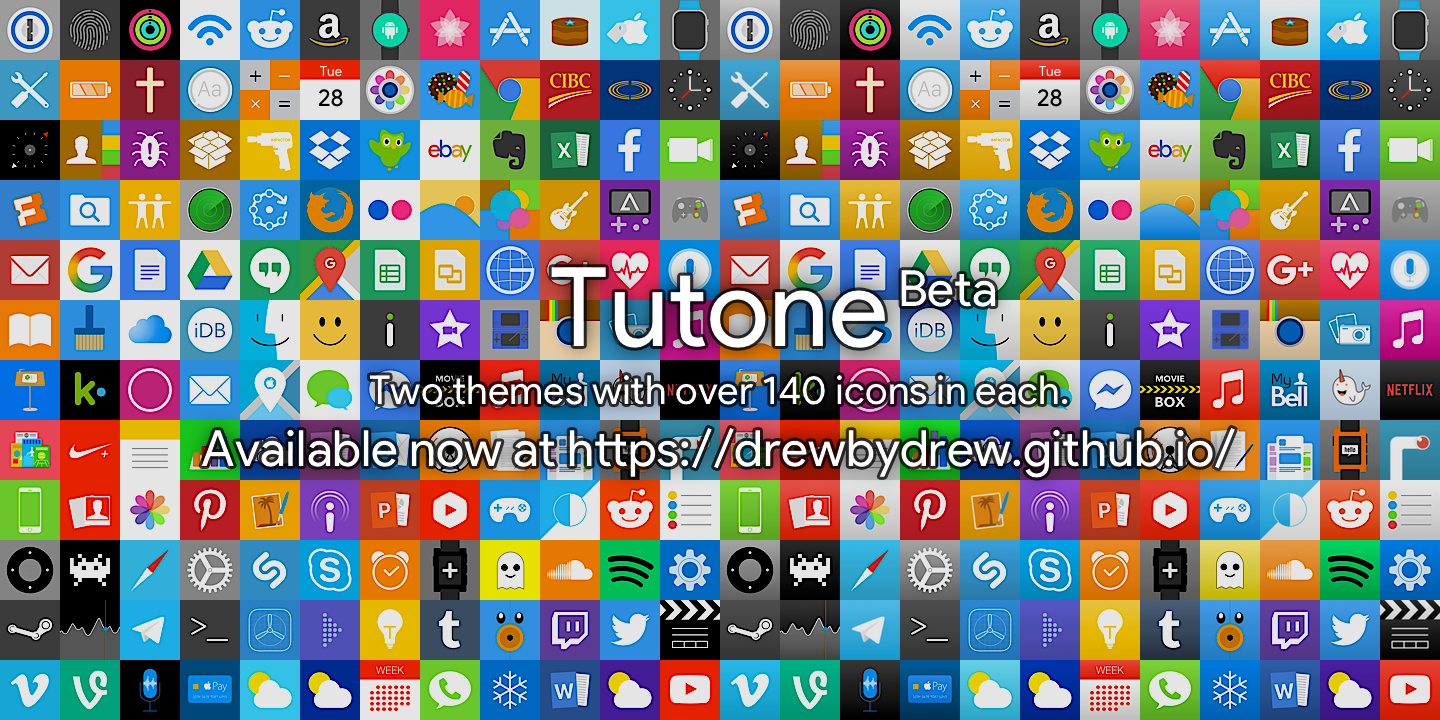 a
a
Aa
Tue
28
CIBC
Aa
Tue
28
CIBC
ebay
X
f
ebay
X
f
G
G
G+
G
G
G+
iDB
i
iDB
i
Tutone Beta
k
MOVIE
k
MOVIE BOX
My Bell
NETFLIX
Two themes with over 140 icons in each.
Available now at https://drewbydrew.github.io/
hello
P
P
S
S
>_
t
>_
t
Pay
WEEK
W
Pay
WEEK
W